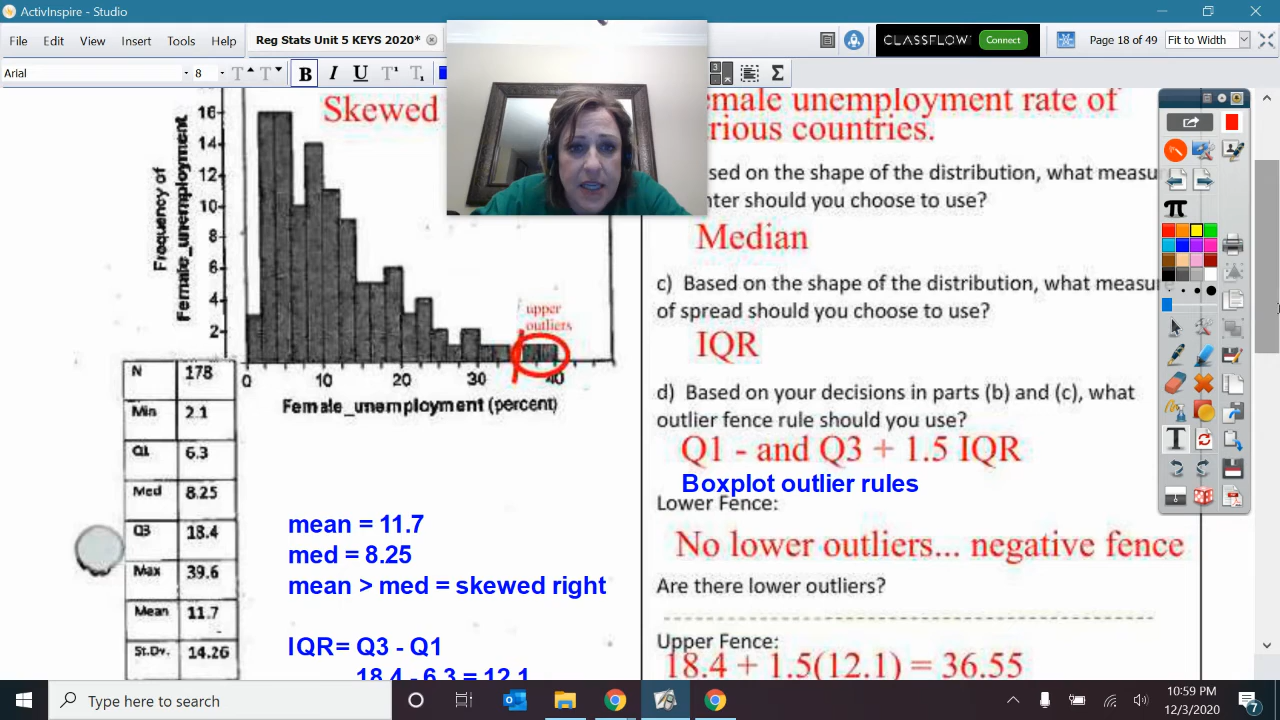 ActivInspire - Studio
File Edit View Insert Tools Help
Reg Stats Unit 5 KEYS 2020*
CLASSFLOW Connect
Page 18 of 49 Fit to Width
Arial 8
Skewed
Frequency of
Female_unemployment
16
14
12
10
8
6
4
2
upper
outliers
0 10 20 30 40
Female_unemployment (percent)
N 178
Min 2.1
Q1 6.3
Med 8.25
Q3 18.4
Max 39.6
Mean 11.7
St.Dv. 14.26
mean = 11.7
med = 8.25
mean > med = skewed right
IQR= Q3 - Q1
18.4 - 6.3 = 12.1
emale unemployment rate of
rious countries.
sed on the shape of the distribution, what measu
nter should you choose to use?
Median
c) Based on the shape of the distribution, what measu
of spread should you choose to use?
IQR
d) Based on your decisions in parts (b) and (c), what
outlier fence rule should you use?
Q1 - and Q3 + 1.5 IQR
Boxplot outlier rules
Lower Fence:
No lower outliers... negative fence
Are there lower outliers?
Upper Fence:
18.4 + 1.5(12.1) = 36.55
Type here to search
10:59 PM
12/3/2020
7